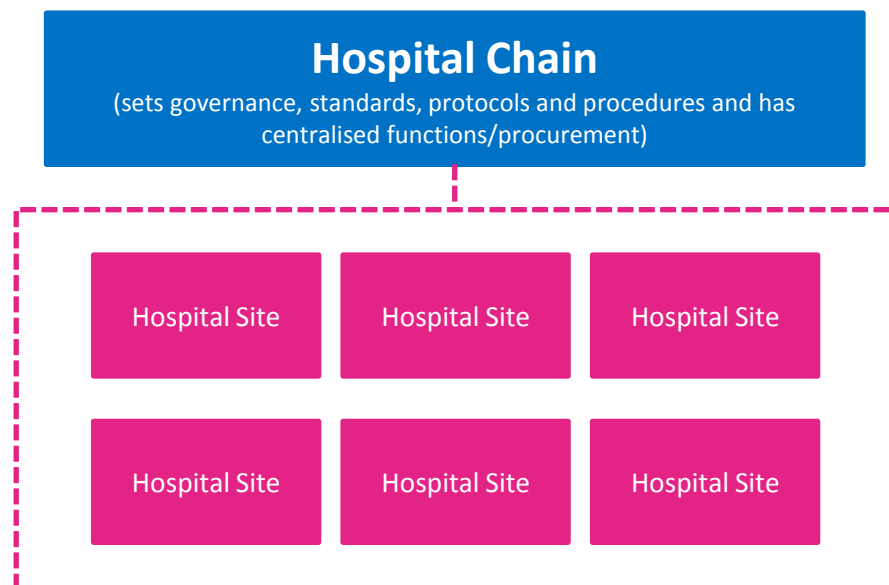 Hospital Chain
(sets governance, standards, protocols and procedures and has
centralised functions/procurement)
Hospital Site
Hospital Site
Hospital Site
Hospital Site
Hospital Site
Hospital Site